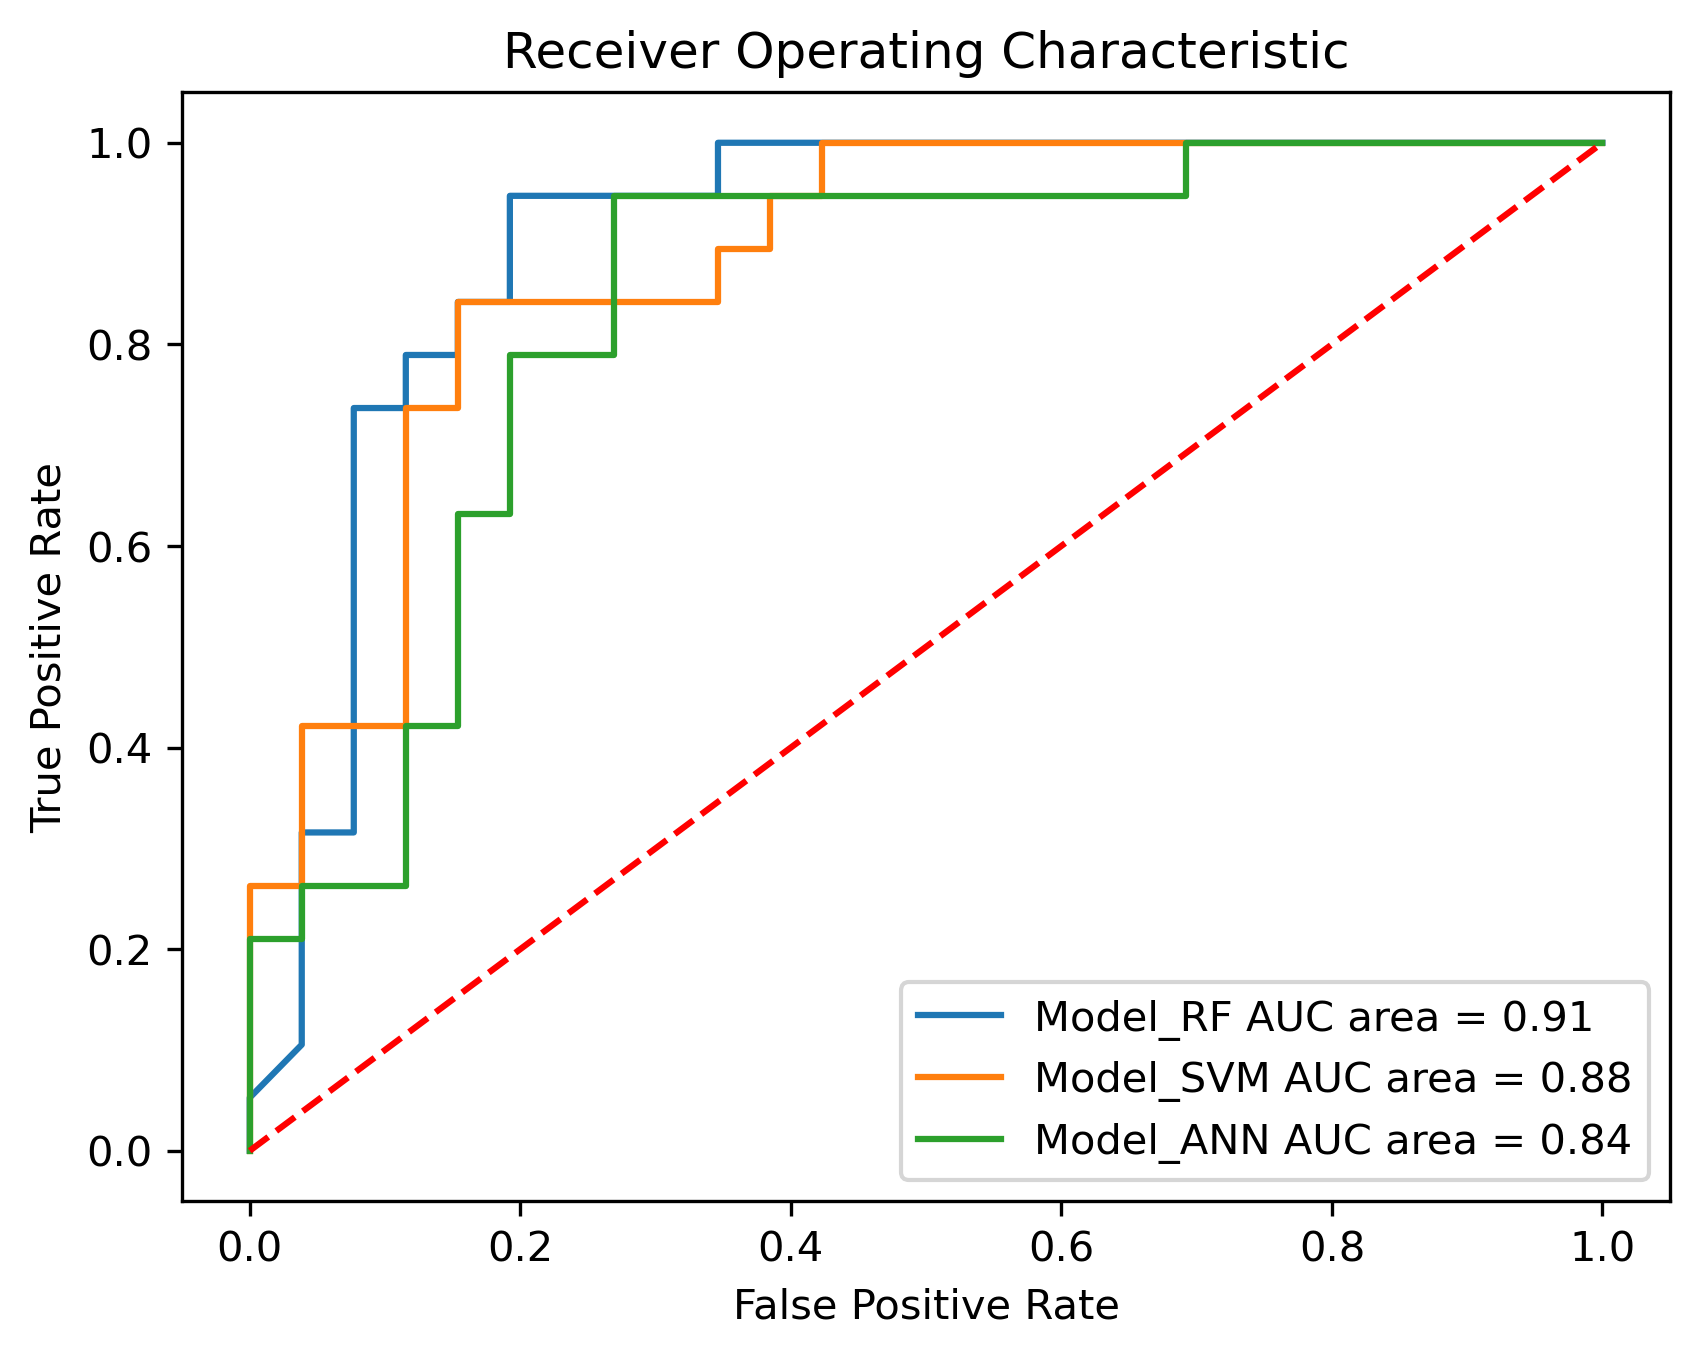 Receiver Operating Characteristic
1.0
0.8
0.6
0.4
0.2
0.0
True Positive Rate
Model_RF AUC area = 0.91
Model_SVM AUC area = 0.88
Model_ANN AUC area = 0.84
0.0 0.2 0.4 0.6 0.8 1.0
False Positive Rate